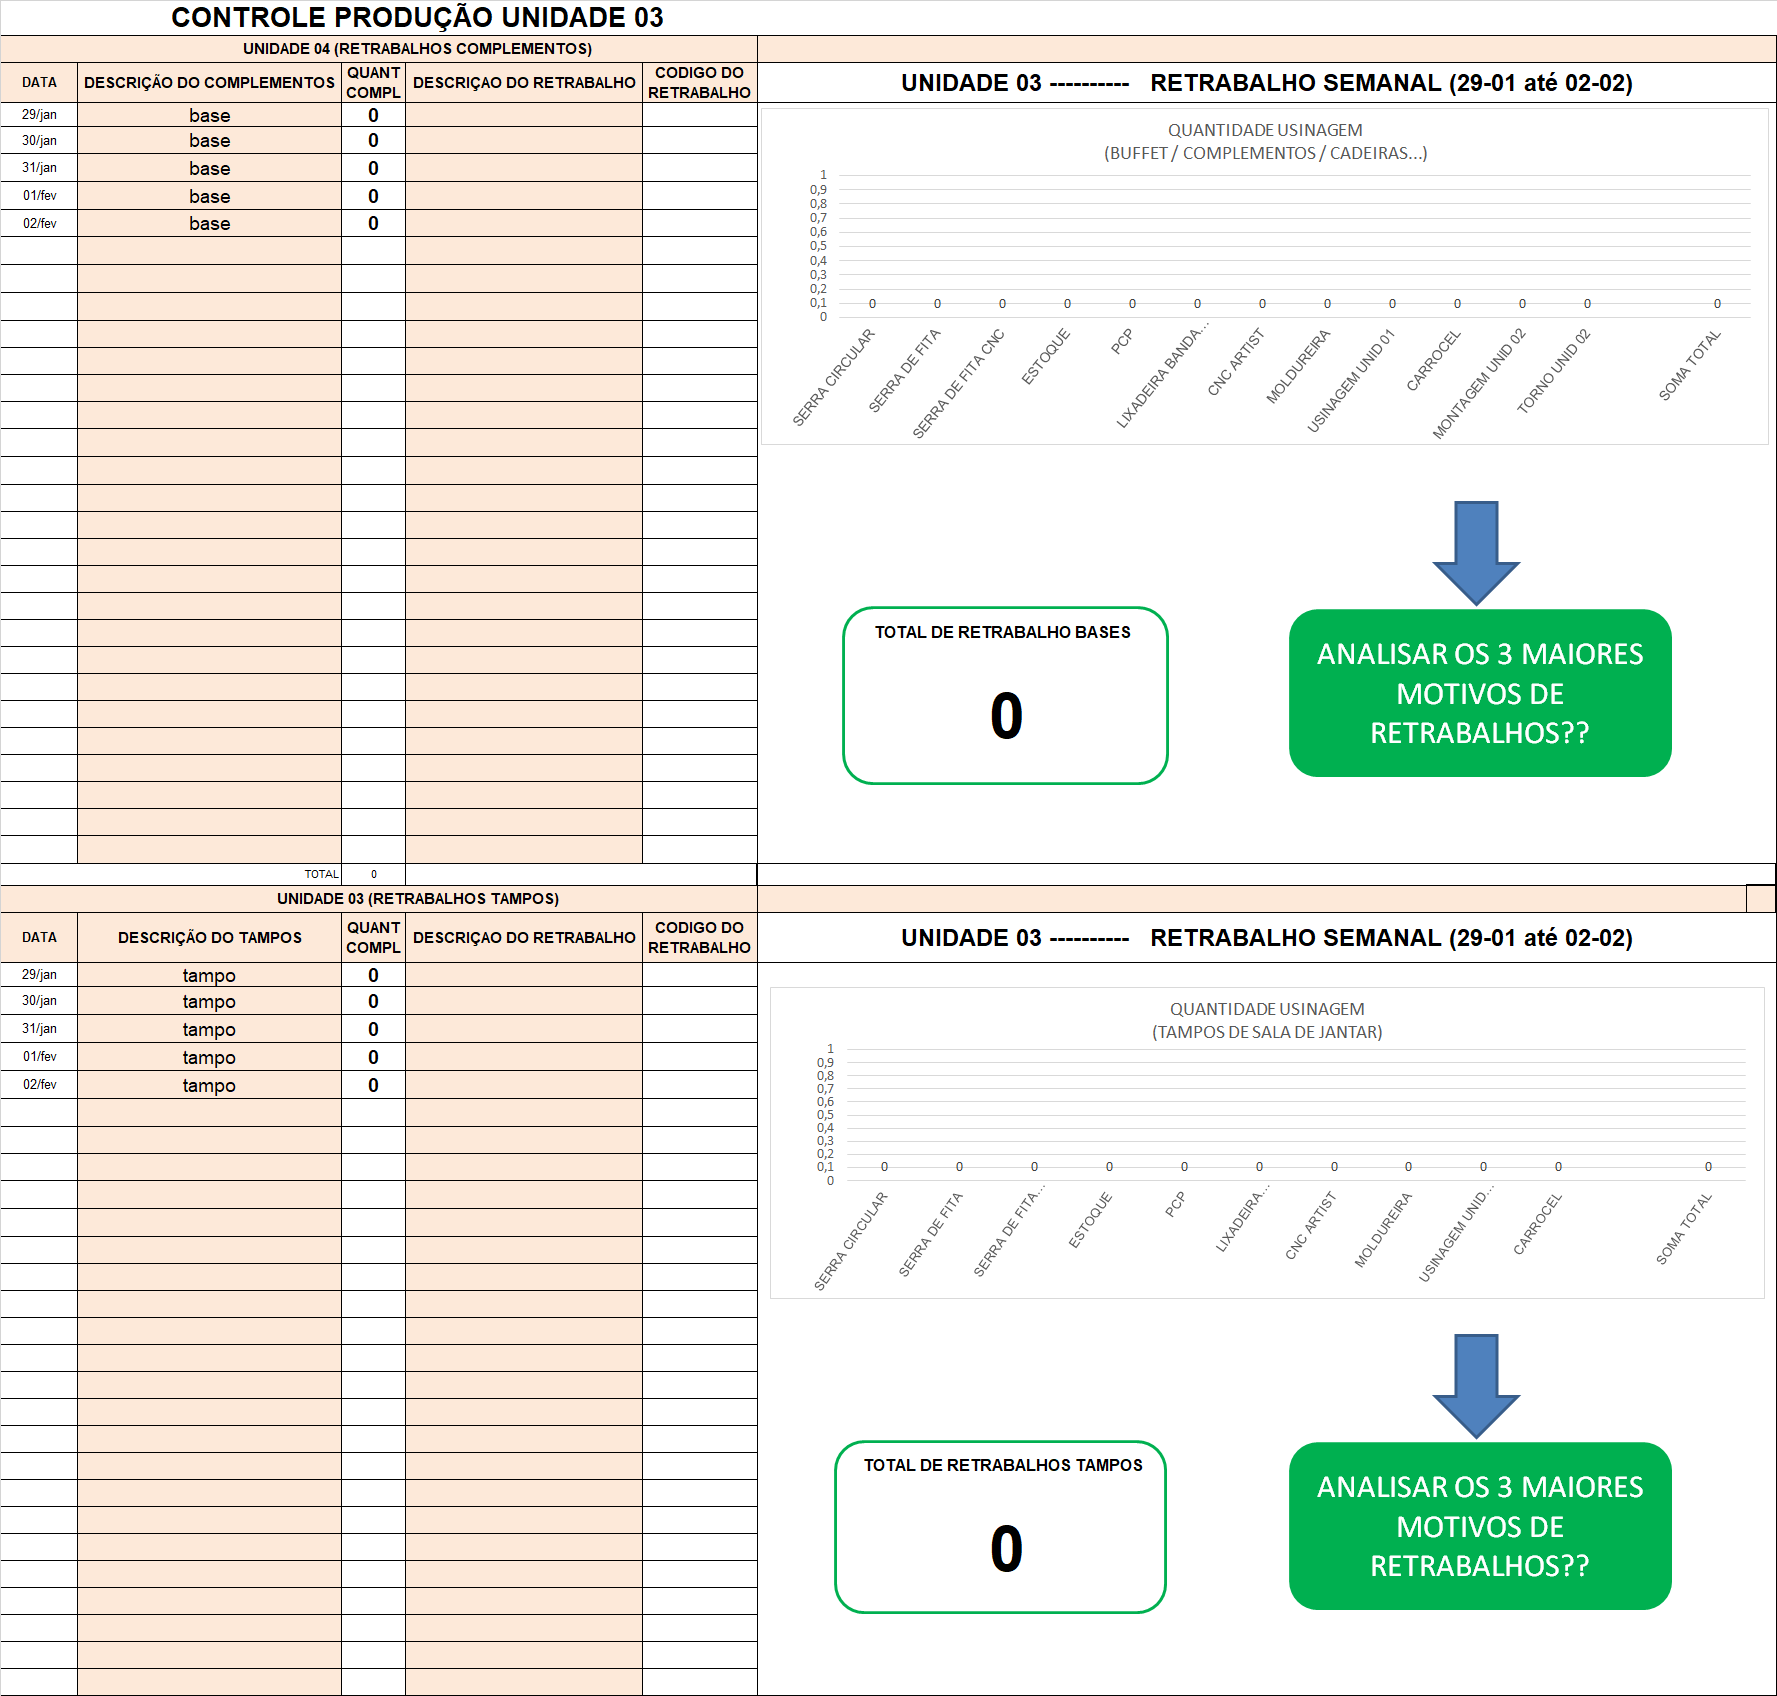 CONTROLE PRODUÇÃO UNIDADE 03
UNIDADE 04 (RETRABALHOS COMPLEMENTOS)
DATA DESCRIÇÃO DO COMPLEMENTOS QUANT COMPL DESCRIÇAO DO RETRABALHO CODIGO DO RETRABALHO
29/jan base 0
30/jan base 0
31/jan base 0
01/fev base 0
02/fev base 0
TOTAL 0
UNIDADE 03 ---------- RETRABALHO SEMANAL (29-01 até 02-02)
QUANTIDADE USINAGEM
(BUFFET / COMPLEMENTOS / CADEIRAS...)
1
0,9
0,8
0,7
0,6
0,5
0,4
0,3
0,2
0,1
0
0 0 0 0 0 0 0 0 0 0 0 0 0
SERRA CIRCULAR
SERRA DE FITA
SERRA DE FITA CNC
ESTOQUE
PCP
LIXADEIRA BANDA...
CNC ARTIST
MOLDUREIRA
USINAGEM UNID 01
CARROCEL
MONTAGEM UNID 02
TORNO UNID 02
SOMA TOTAL
TOTAL DE RETRABALHO BASES
0
ANALISAR OS 3 MAIORES
MOTIVOS DE
RETRABALHOS??
UNIDADE 03 (RETRABALHOS TAMPOS)
DATA DESCRIÇÃO DO TAMPOS QUANT COMPL DESCRIÇAO DO RETRABALHO CODIGO DO RETRABALHO
29/jan tampo 0
30/jan tampo 0
31/jan tampo 0
01/fev tampo 0
02/fev tampo 0
UNIDADE 03 ---------- RETRABALHO SEMANAL (29-01 até 02-02)
QUANTIDADE USINAGEM
(TAMPOS DE SALA DE JANTAR)
1
0,9
0,8
0,7
0,6
0,5
0,4
0,3
0,2
0,1
0
0 0 0 0 0 0 0 0 0 0 0
SERRA CIRCULAR
SERRA DE FITA
SERRA DE FITA...
ESTOQUE
PCP
LIXADEIRA...
CNC ARTIST
MOLDUREIRA
USINAGEM UNID...
CARROCEL
SOMA TOTAL
TOTAL DE RETRABALHOS TAMPOS
0
ANALISAR OS 3 MAIORES
MOTIVOS DE
RETRABALHOS??